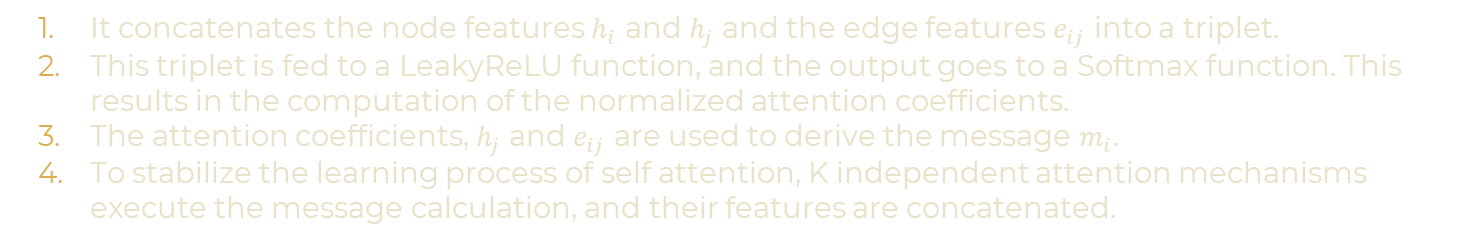 1. It concatenates the node features hᵢ and hⱼ and the edge features eᵢⱼ into a triplet.
2. This triplet is fed to a LeakyReLU function, and the output goes to a Softmax function. This
results in the computation of the normalized attention coefficients.
3. The attention coefficients, hⱼ and eᵢⱼ are used to derive the message mᵢ.
4. To stabilize the learning process of self attention, K independent attention mechanisms
execute the message calculation, and their features are concatenated.